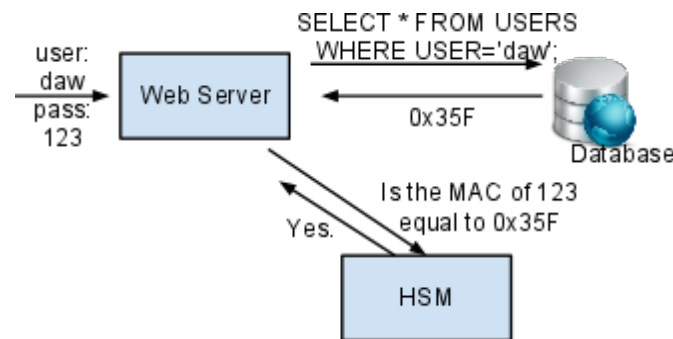 user:
daw
pass:
123
Web Server
SELECT * FROM USERS
WHERE USER='daw';
0x35F
Database
Is the MAC of 123
equal to 0x35F
Yes.
HSM